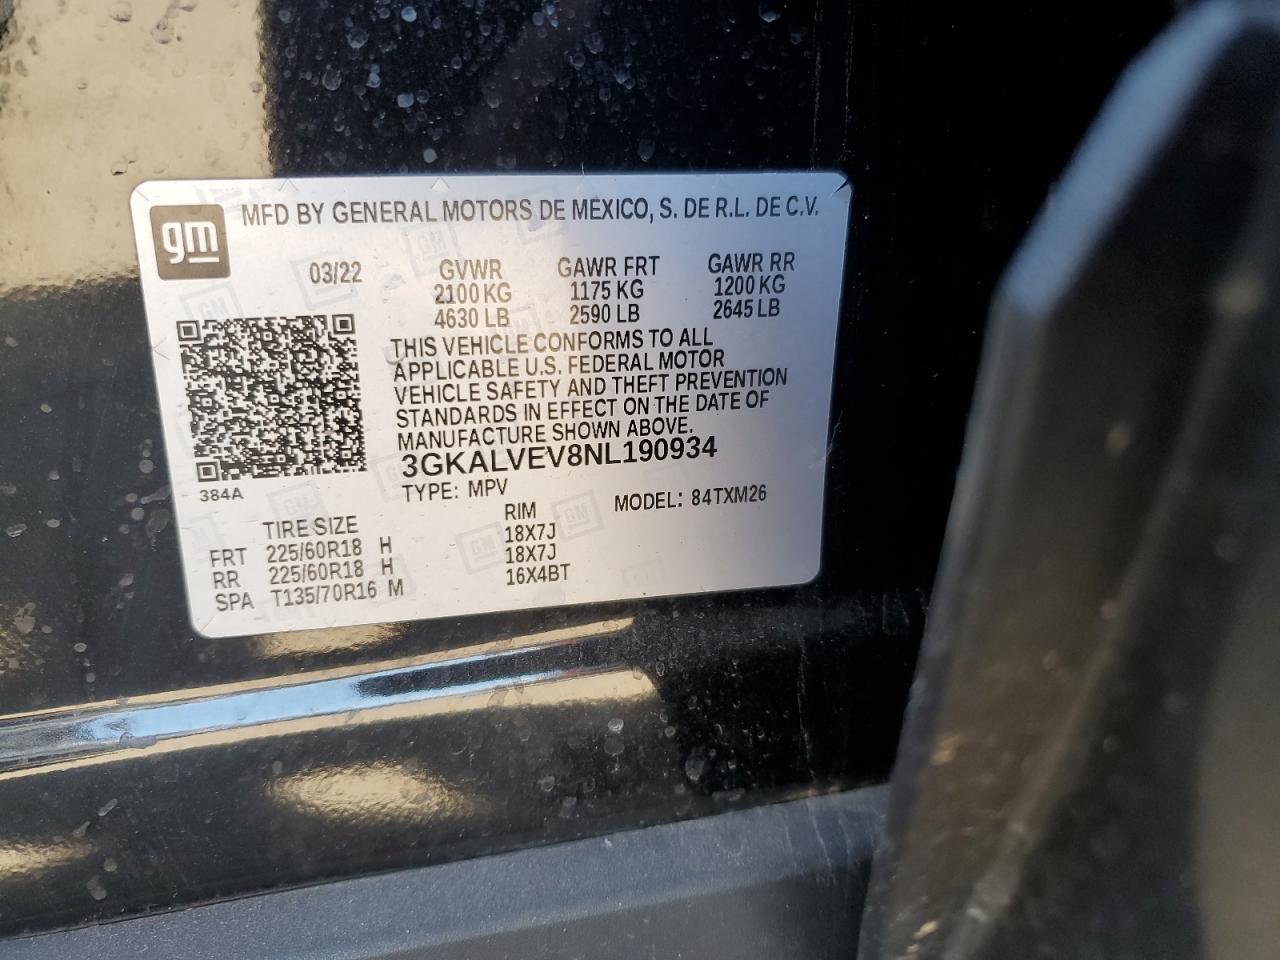 gm MFD BY GENERAL MOTORS DE MEXICO, S. DE R.L. DE C.V.
03/22 GVWR GAWR FRT GAWR RR
2100 KG 1175 KG 1200 KG
4630 LB 2590 LB 2645 LB
THIS VEHICLE CONFORMS TO ALL
APPLICABLE U.S. FEDERAL MOTOR
VEHICLE SAFETY AND THEFT PREVENTION
STANDARDS IN EFFECT ON THE DATE OF
MANUFACTURE SHOWN ABOVE.
3GKALVEV8NL190934
384A
TYPE: MPV MODEL: 84TXM26
TIRE SIZE RIM
FRT 225/60R18 H 18X7J
RR 225/60R18 H 18X7J
SPA T135/70R16 M 16X4BT